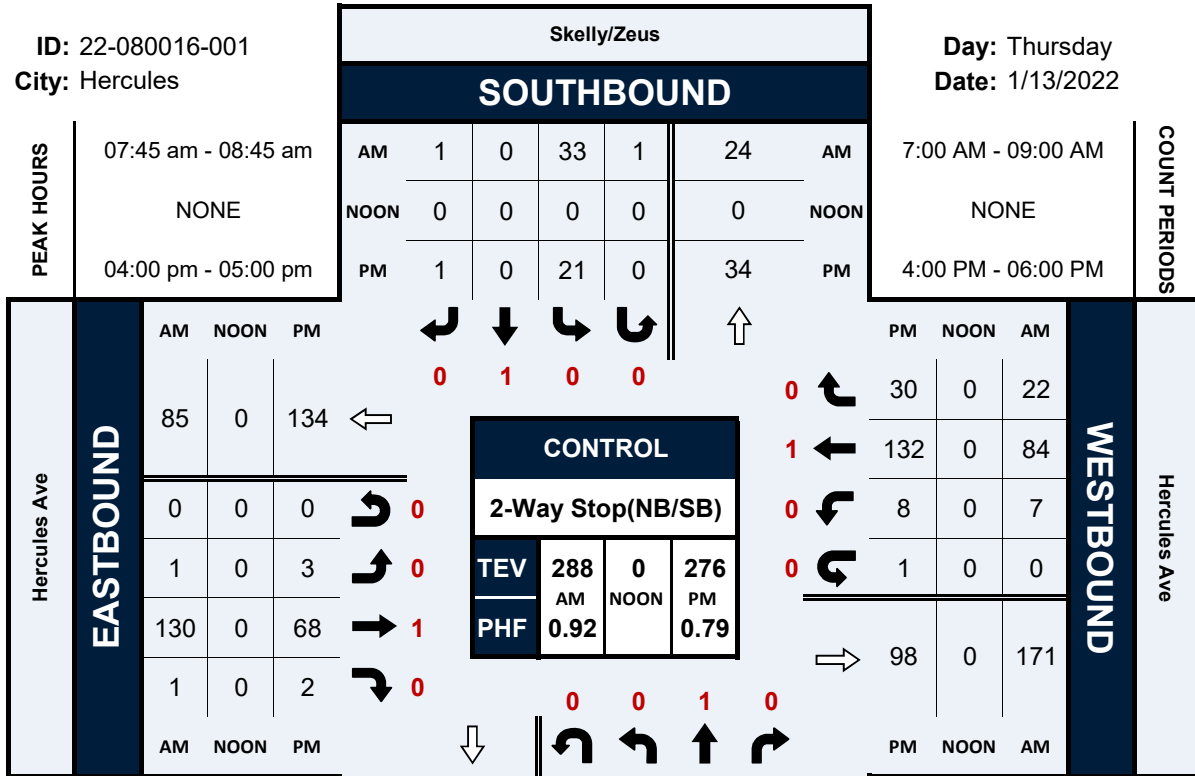 Skelly/Zeus
ID: 22-080016-001
Day: Thursday
City: Hercules
Date: 1/13/2022
SOUTHBOUND
PEAK HOURS
07:45 am - 08:45 am
AM 1 0 33 1 24 AM
7:00 AM - 09:00 AM
COUNT PERIODS
NONE
NOON 0 0 0 0 0 NOON
NONE
04:00 pm - 05:00 pm
PM 1 0 21 0 34 PM
4:00 PM - 06:00 PM
0 1 0 0
Hercules Ave
EASTBOUND
AM NOON PM
85 0 134
0 0 0 0
1 0 3 0
130 0 68 1
1 0 2 0
AM NOON PM
CONTROL
2-Way Stop(NB/SB)
TEV 288 0 276
AM NOON PM
PHF 0.92 0.79
PM NOON AM
0 30 0 22
1 132 0 84
0 8 0 7
0 1 0 0
98 0 171
PM NOON AM
WESTBOUND
Hercules Ave
0 0 1 0